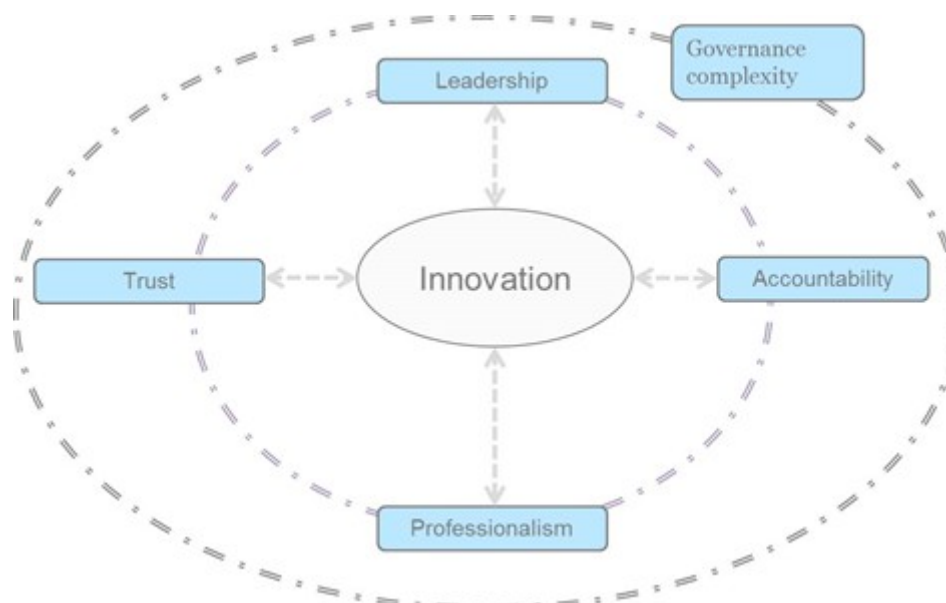 Governance
complexity
Leadership
Trust
Innovation
Accountability
Professionalism